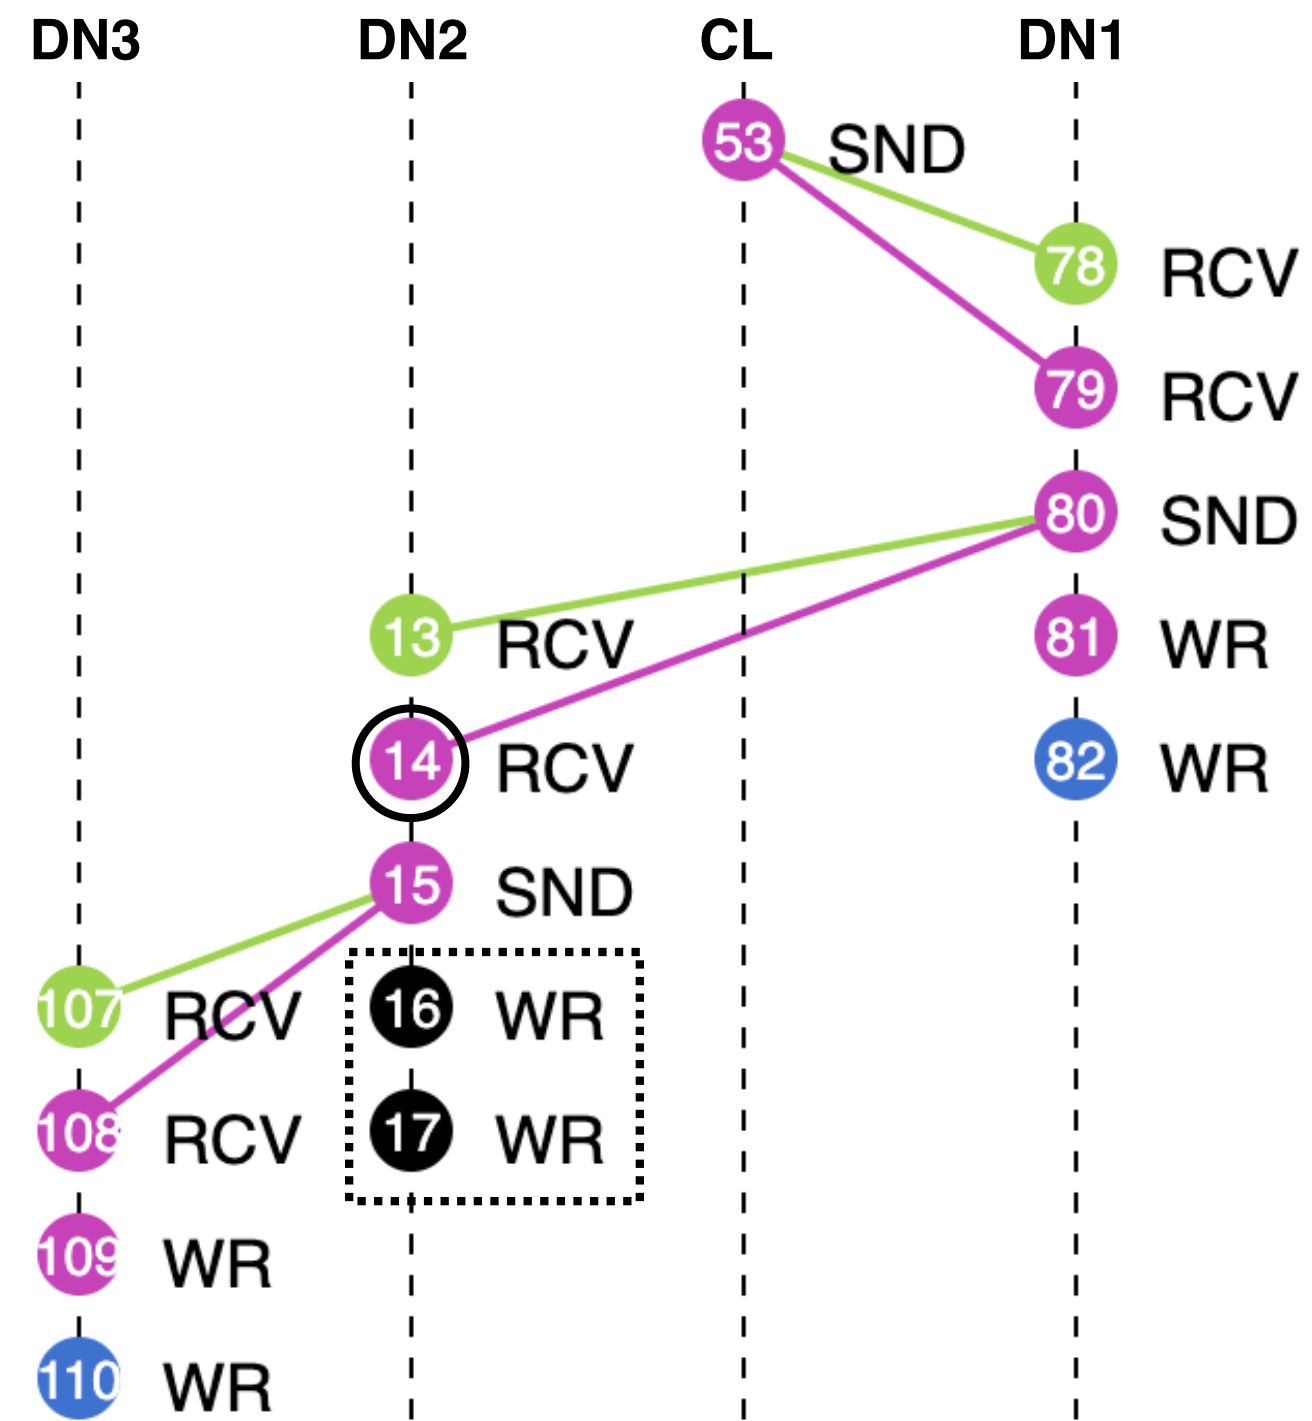 DN3 DN2 CL DN1
53 SND
78 RCV
79 RCV
80 SND
13 RCV 81 WR
14 RCV 82 WR
15 SND
107 RCV 16 WR
108 RCV 17 WR
109 WR
110 WR